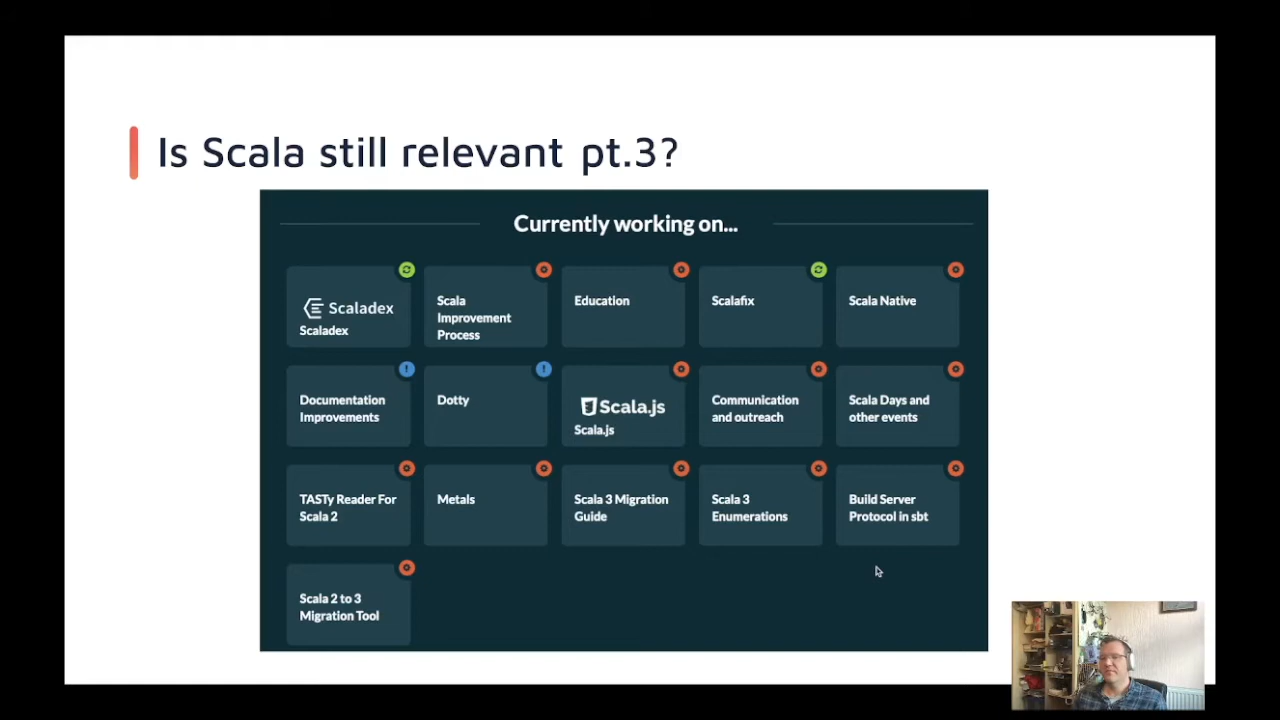 Is Scala still relevant pt.3?
Currently working on...
Scaladex
Scaladex
Scala
Improvement
Process
Education
Scalafix
Scala Native
Documentation
Improvements
Dotty
Scala.js
Scala.js
Communication
and outreach
Scala Days and
other events
TASTy Reader For
Scala 2
Metals
Scala 3 Migration
Guide
Scala 3
Enumerations
Build Server
Protocol in sbt
Scala 2 to 3
Migration Tool